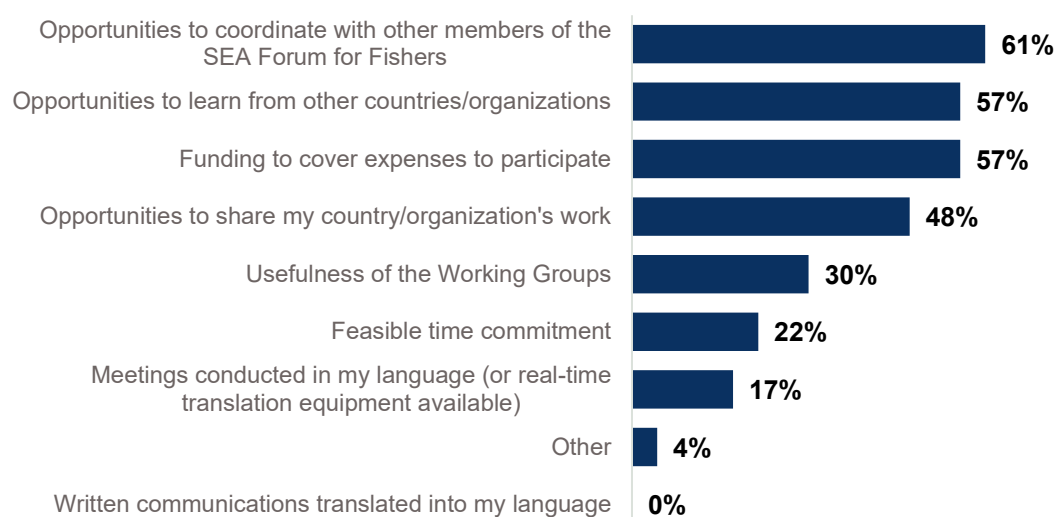 Opportunities to coordinate with other members of the
SEA Forum for Fishers
61%
Opportunities to learn from other countries/organizations
57%
Funding to cover expenses to participate
57%
Opportunities to share my country/organization's work
48%
Usefulness of the Working Groups
30%
Feasible time commitment
22%
Meetings conducted in my language (or real-time
translation equipment available)
17%
Other
4%
Written communications translated into my language
0%